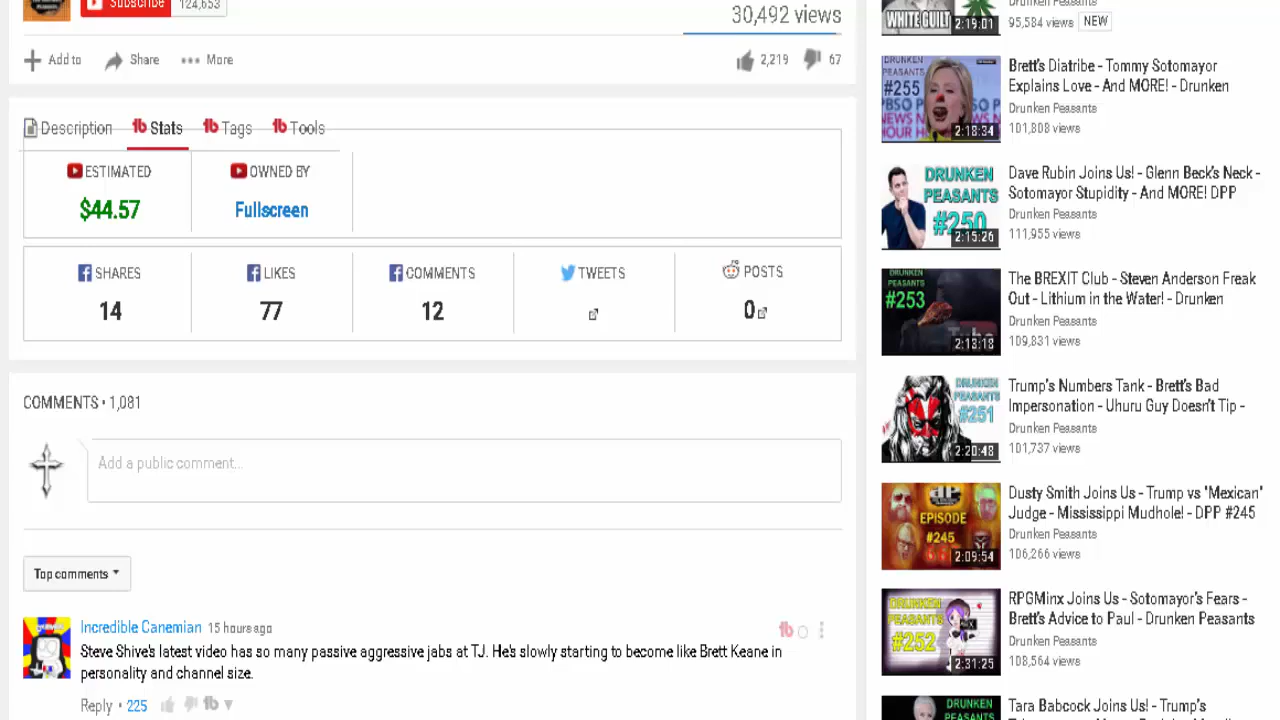 Subscribe 124,653
30,492 views
Add to Share More 2,219 67
Description Stats Tags Tools
ESTIMATED OWNED BY
$44.57 Fullscreen
SHARES LIKES COMMENTS TWEETS POSTS
14 77 12 0
COMMENTS • 1,081
Add a public comment...
Top comments
Incredible Canemian 15 hours ago
Steve Shive's latest video has so many passive aggressive jabs at TJ. He's slowly starting to become like Brett Keane in
personality and channel size.
Reply • 225
WHITE GUILT
2:19:01
Drunken Peasants
95,584 views NEW
DRUNKEN
PEASANTS
#255
2:18:34
Brett's Diatribe - Tommy Sotomayor
Explains Love - And MORE! - Drunken
Drunken Peasants
101,808 views
DRUNKEN
PEASANTS
#250
2:15:26
Dave Rubin Joins Us! - Glenn Beck's Neck -
Sotomayor Stupidity - And MORE! DPP
Drunken Peasants
111,955 views
DRUNKEN
PEASANTS
#253
2:13:18
The BREXIT Club - Steven Anderson Freak
Out - Lithium in the Water! - Drunken
Drunken Peasants
109,831 views
DRUNKEN
PEASANTS
#251
2:20:48
Trump's Numbers Tank - Brett's Bad
Impersonation - Uhuru Guy Doesn't Tip -
Drunken Peasants
101,737 views
EPISODE
#245
2:09:54
Dusty Smith Joins Us - Trump vs "Mexican"
Judge - Mississippi Mudhole! - DPP #245
Drunken Peasants
106,266 views
DRUNKEN
PEASANTS
#252
2:31:25
RPGMinx Joins Us - Sotomayor's Fears -
Brett's Advice to Paul - Drunken Peasants
Drunken Peasants
108,564 views
DRUNKEN
PEASANTS
Tara Babcock Joins Us! - Trump's